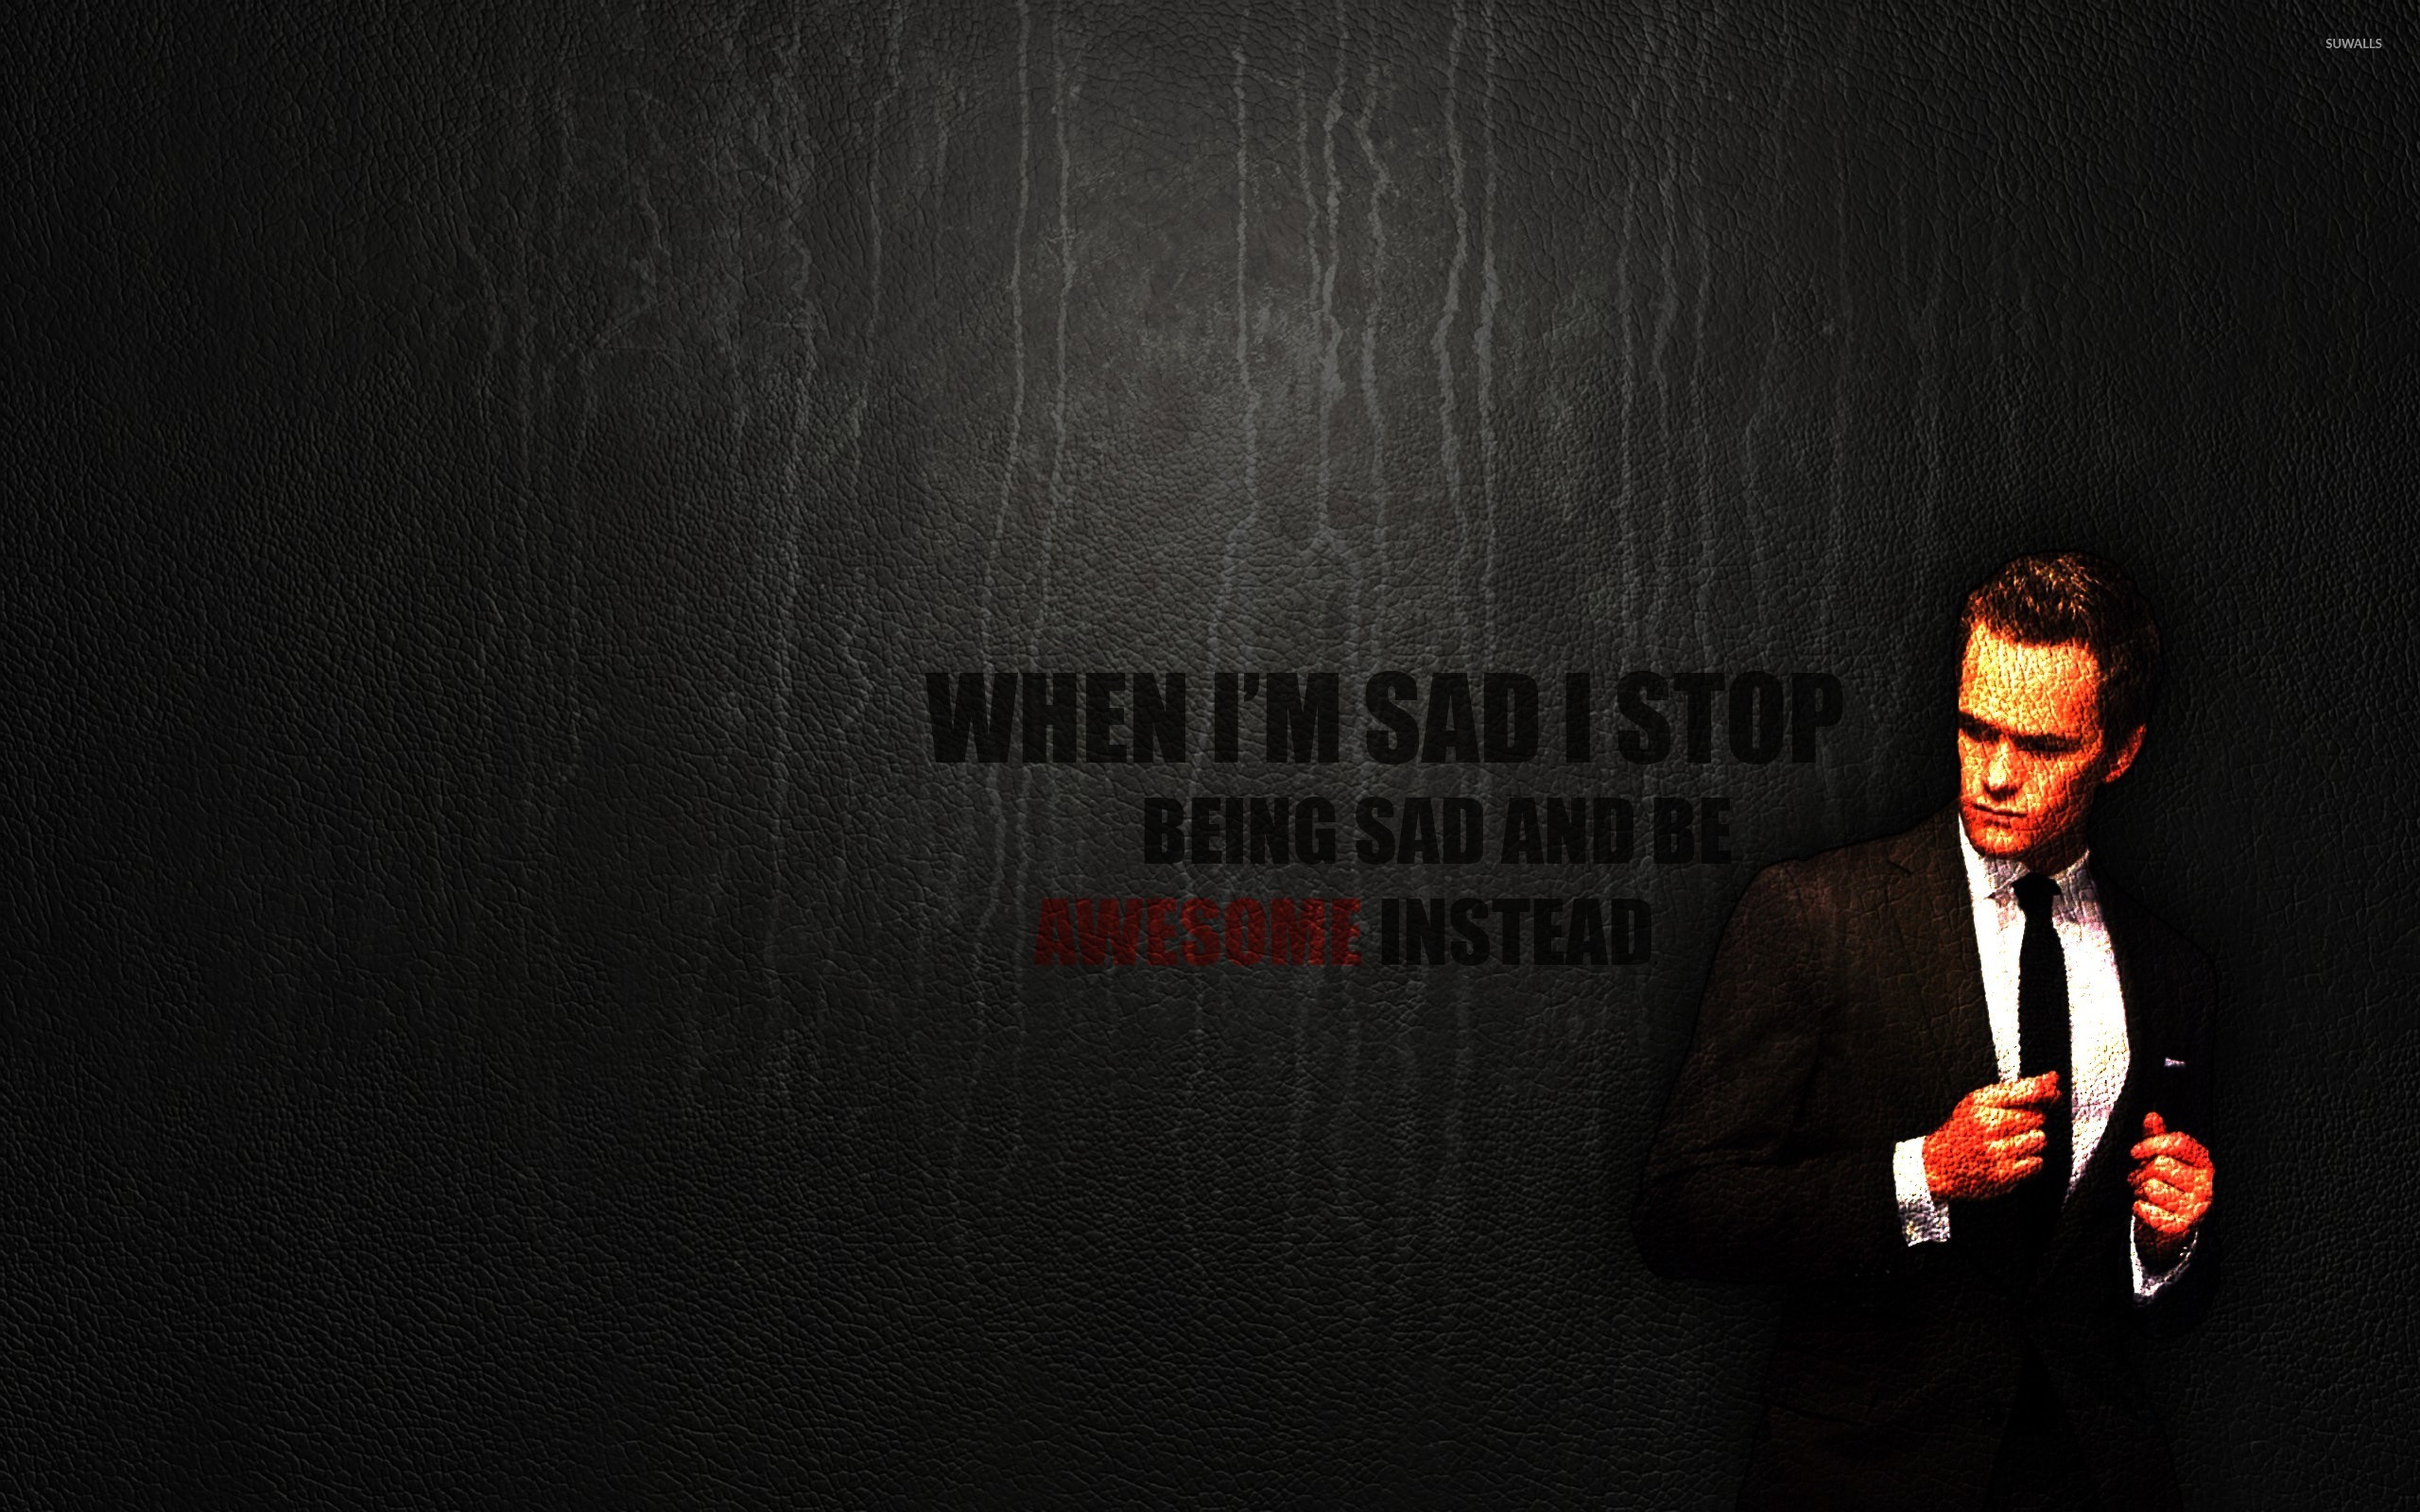 SUWALLS
WHEN I'M SAD I STOP
BEING SAD AND BE
AWESOME INSTEAD